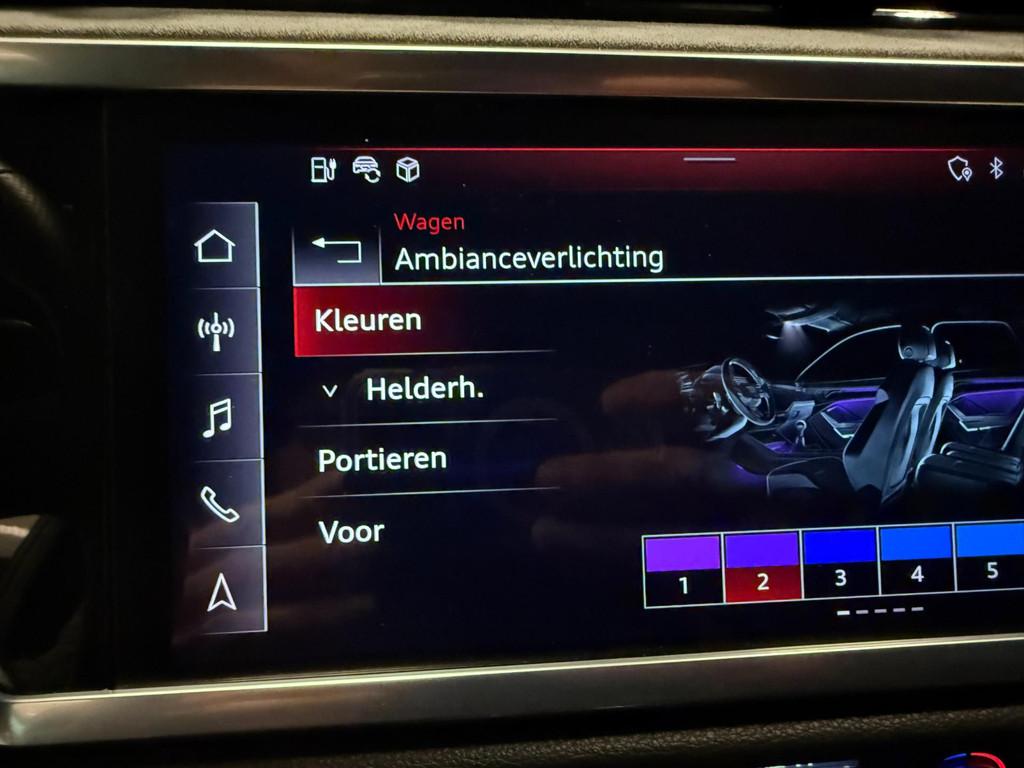 Wagen
Ambianceverlichting
Kleuren
Helderh.
Portieren
Voor
1 2 3 4 5